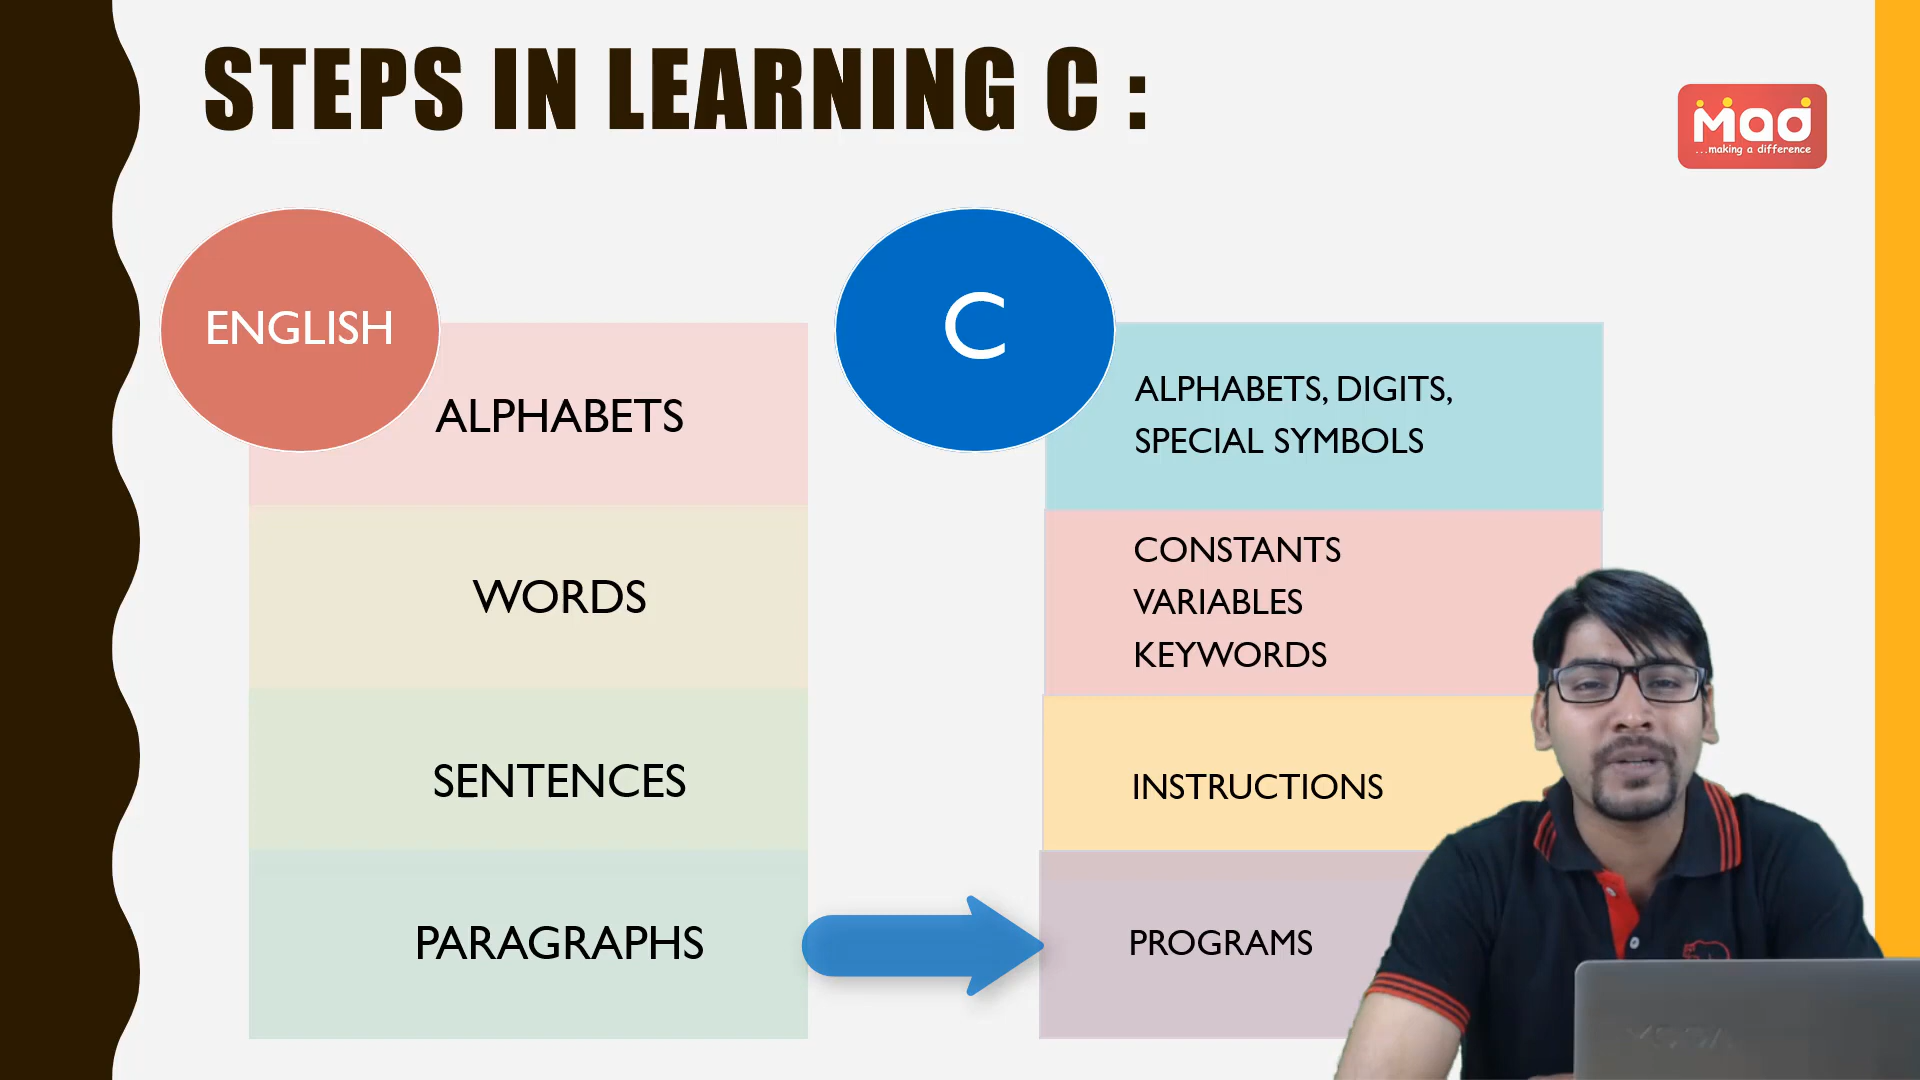 STEPS IN LEARNING C :
Mad
...making a difference
ENGLISH
ALPHABETS
WORDS
SENTENCES
PARAGRAPHS
C
ALPHABETS, DIGITS,
SPECIAL SYMBOLS
CONSTANTS
VARIABLES
KEYWORDS
INSTRUCTIONS
PROGRAMS